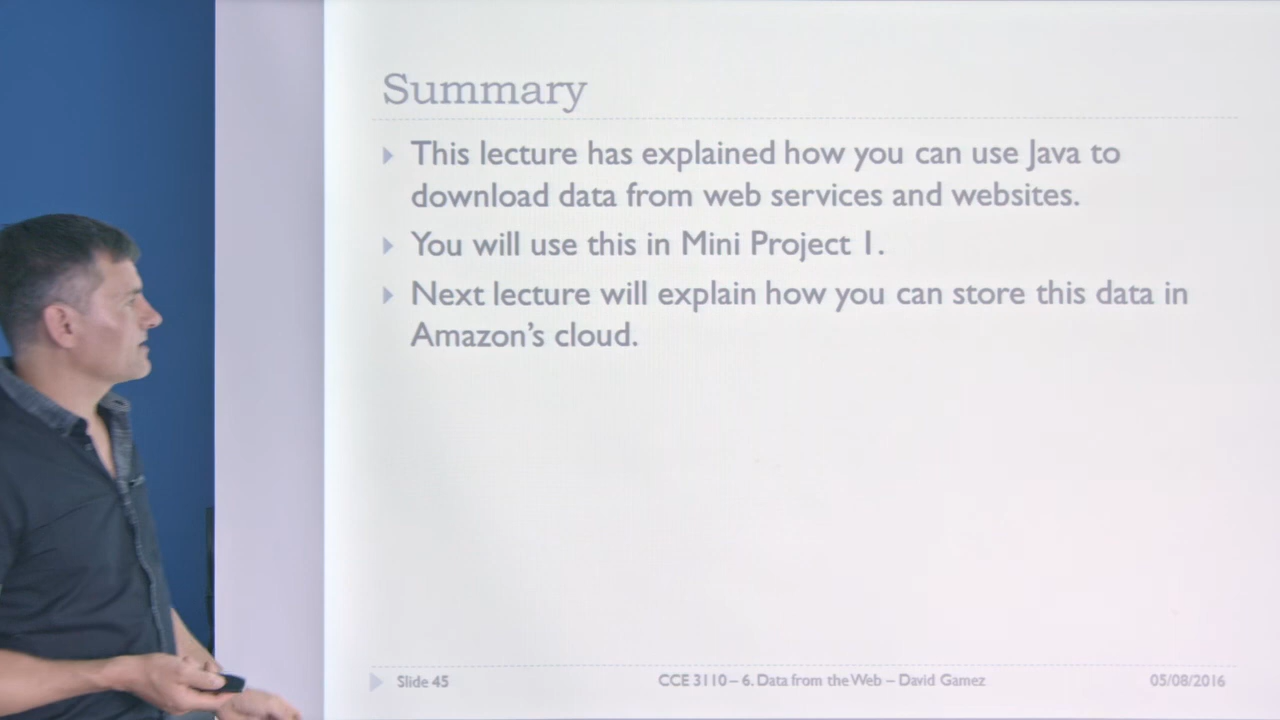 Summary
This lecture has explained how you can use Java to
download data from web services and websites.
You will use this in Mini Project 1.
Next lecture will explain how you can store this data in
Amazon's cloud.
Slide 45
CCE 3110 – 6. Data from the Web – David Gamez
05/08/2016